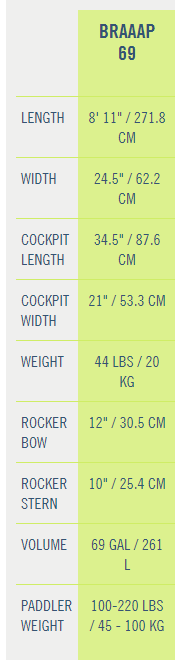 BRAAAP
69
LENGTH
8' 11" / 271.8
CM
WIDTH
24.5" / 62.2
CM
COCKPIT
LENGTH
34.5" / 87.6
CM
COCKPIT
WIDTH
21" / 53.3 CM
WEIGHT
44 LBS / 20
KG
ROCKER
BOW
12" / 30.5 CM
ROCKER
STERN
10" / 25.4 CM
VOLUME
69 GAL / 261
L
PADDLER
WEIGHT
100-220 LBS
/ 45 - 100 KG